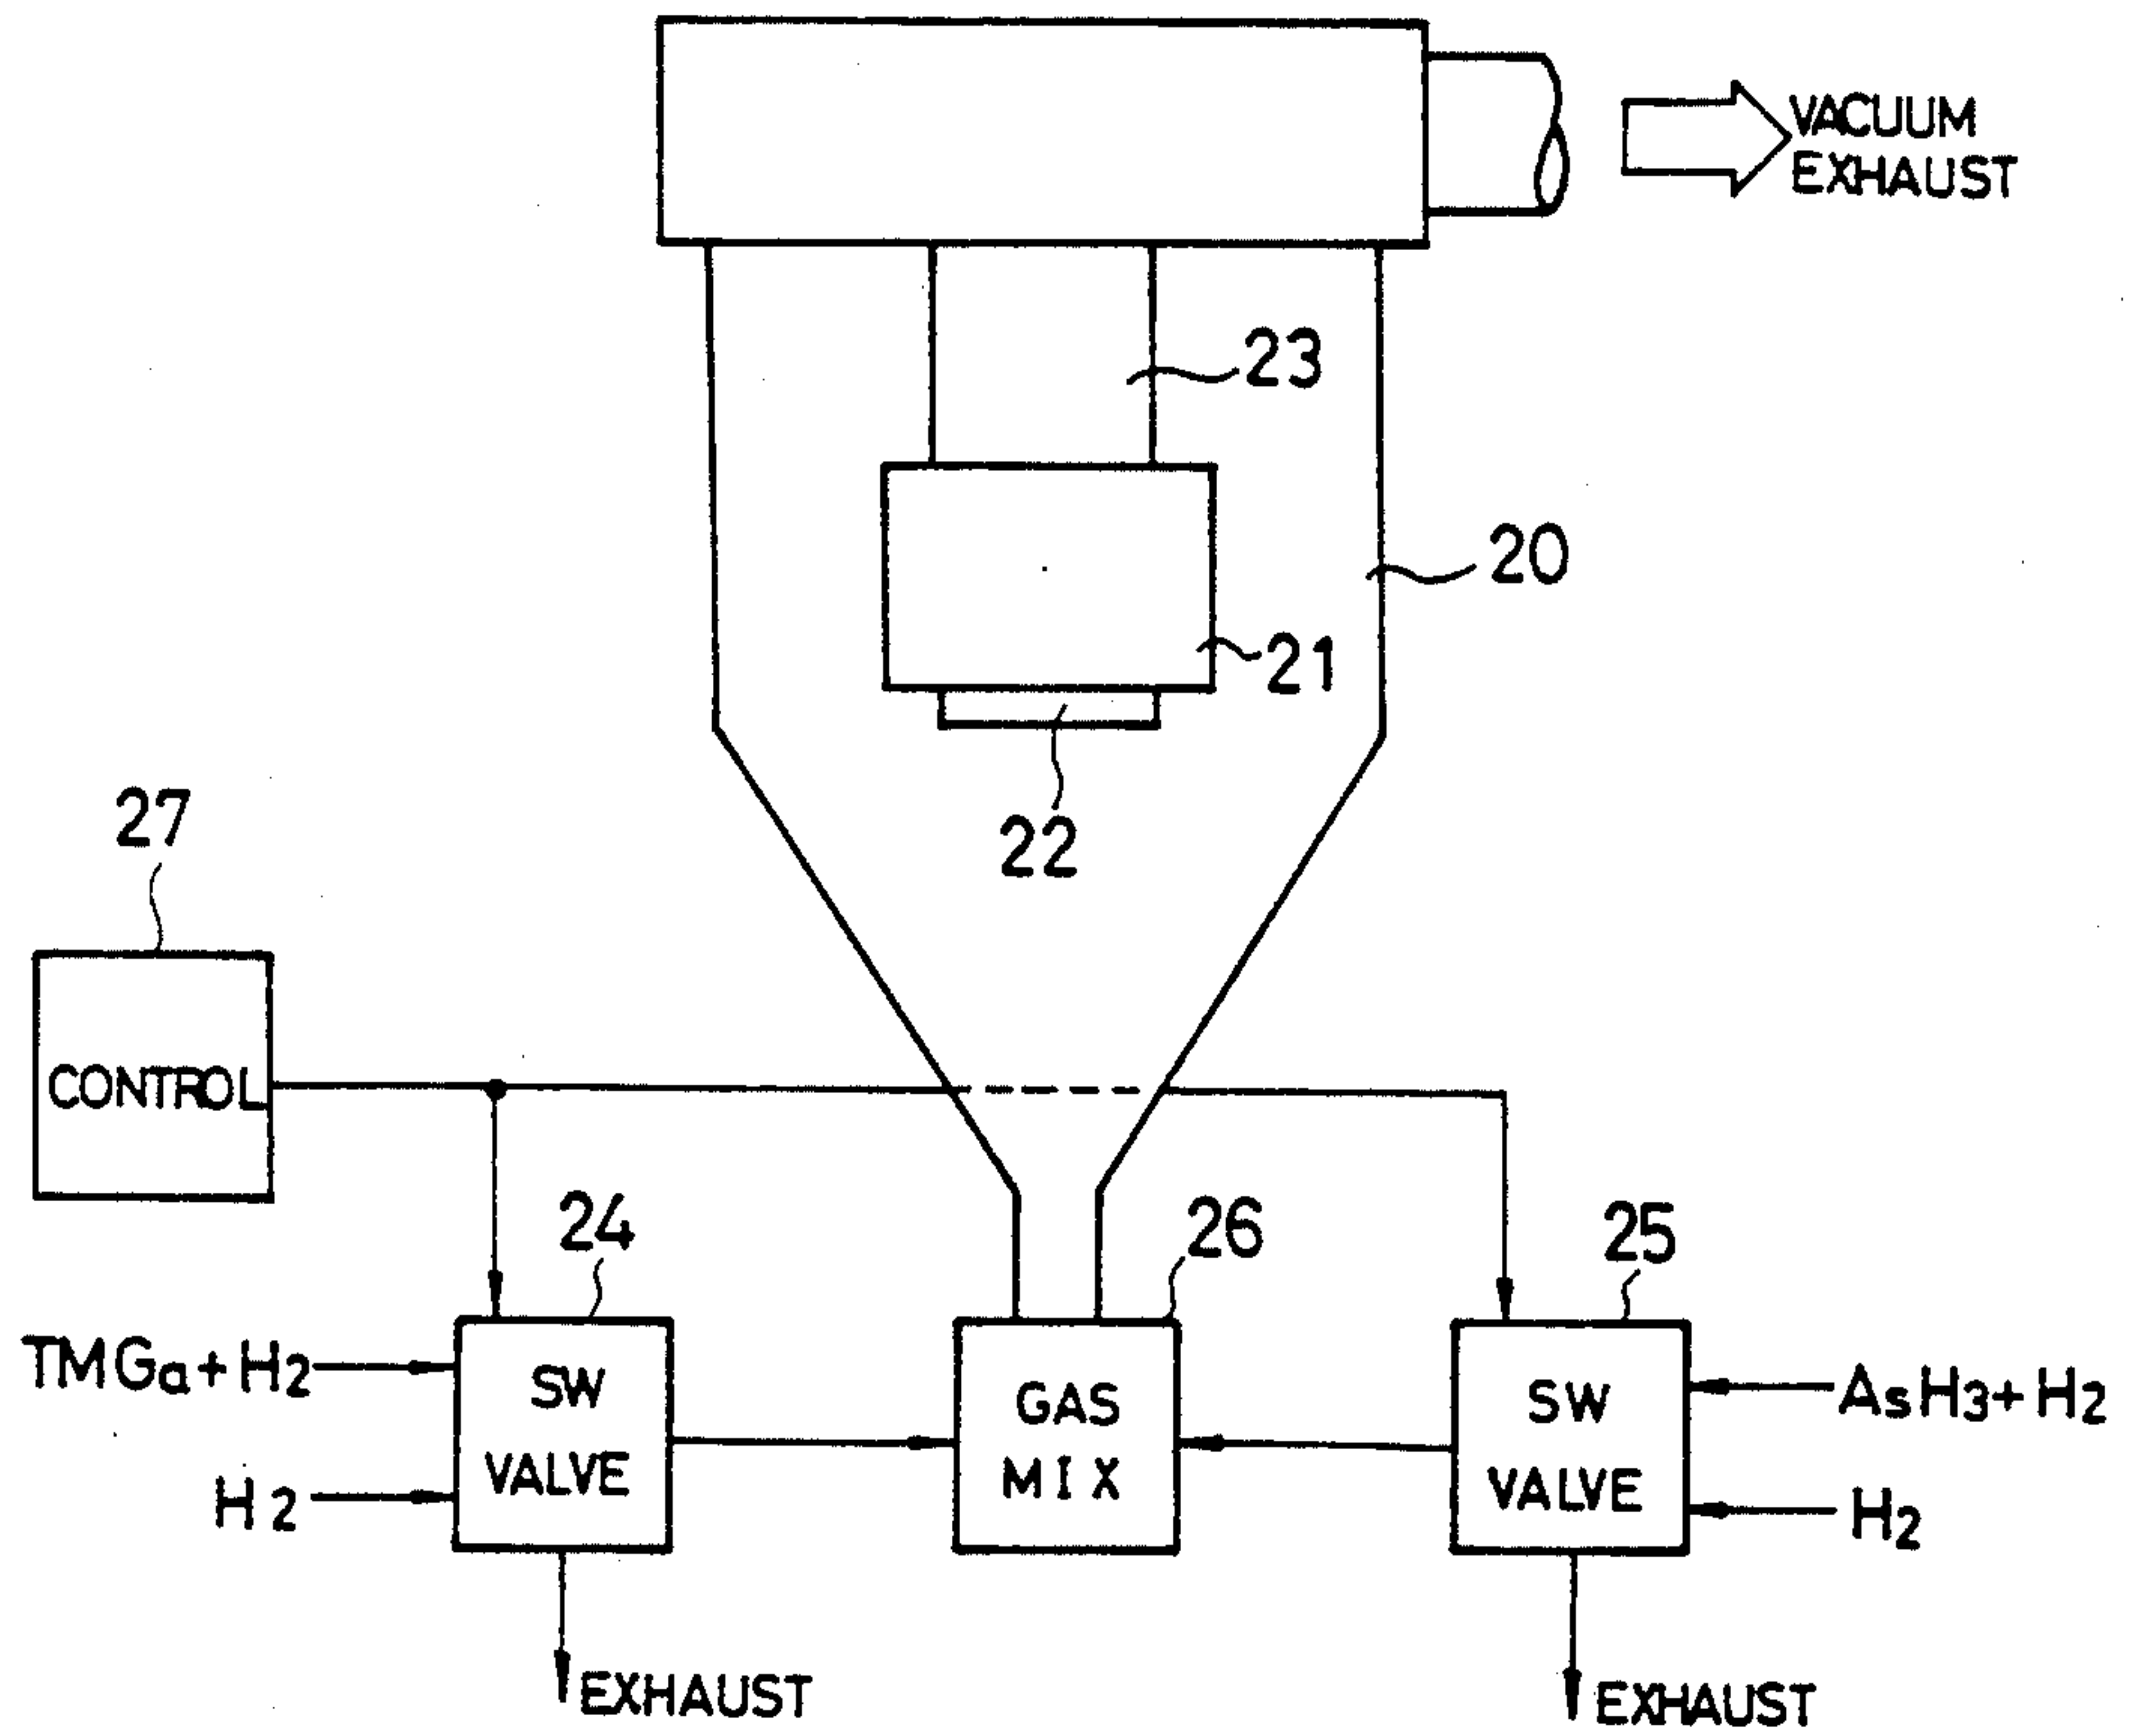 VACUUM
EXHAUST
23
20
21
22
27
CONTROL
24
26
25
TMGa+H2
SW
VALVE
H2
GAS
MIX
SW
VALVE
AsH3+H2
H2
EXHAUST
EXHAUST